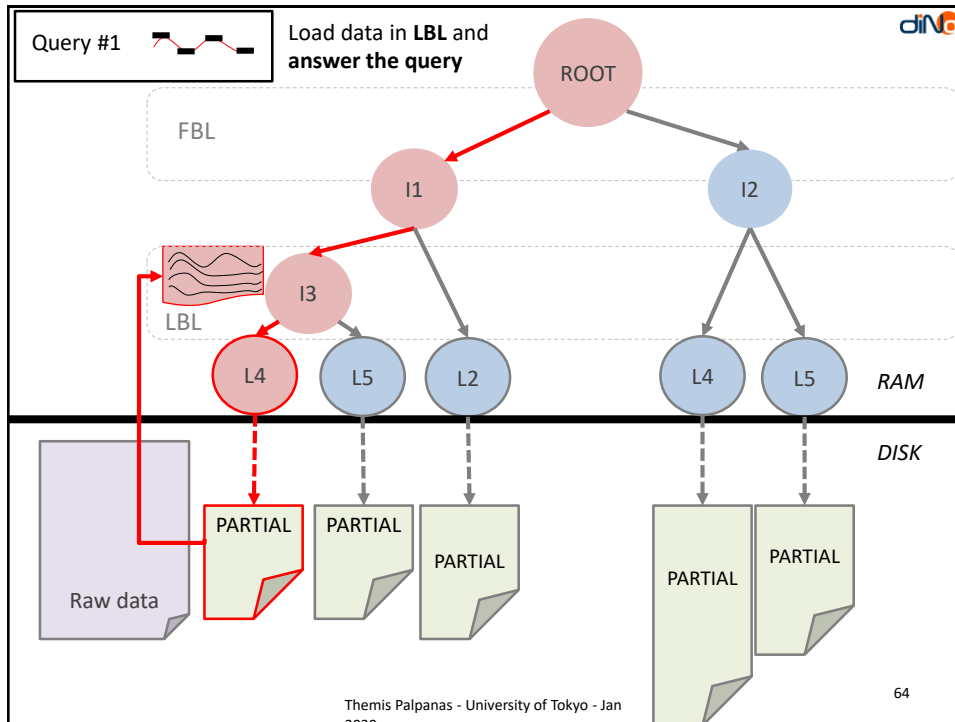 Query #1
Load data in LBL and
answer the query
diNo
ROOT
FBL
I1
I2
I3
LBL
L4
L5
L2
L4
L5
RAM
DISK
PARTIAL
PARTIAL
PARTIAL
PARTIAL
PARTIAL
Raw data
Themis Palpanas - University of Tokyo - Jan
64